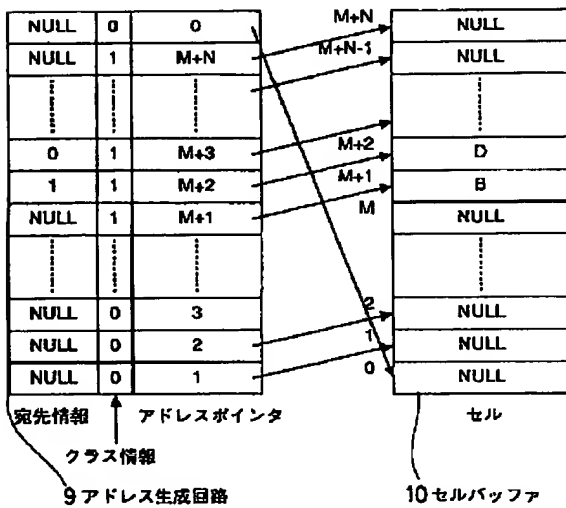 NULL 0 0 M+N NULL
NULL 1 M+N M+N-1 NULL
0 1 M+3 M+2 D
1 1 M+2 M+1 B
NULL 1 M+1 M NULL
NULL 0 3 2 NULL
NULL 0 2 1 NULL
NULL 0 1 0 NULL
宛先情報 アドレスポインタ セル
クラス情報
9 アドレス生成回路 10 セルバッファ